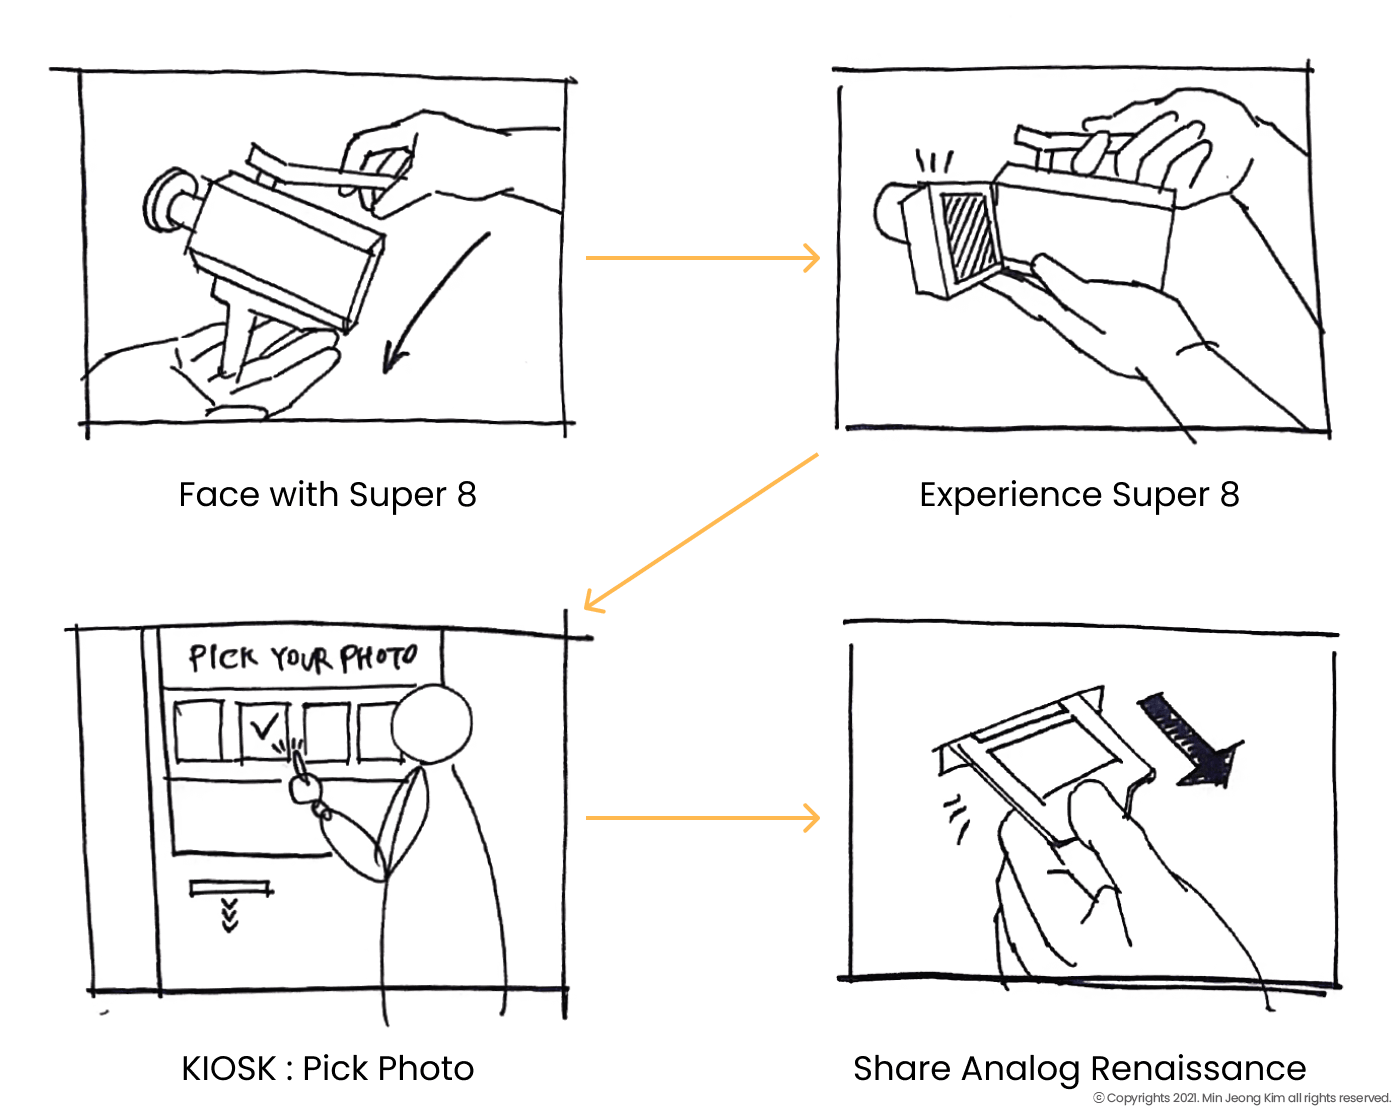 Face with Super 8
Experience Super 8
PICK YOUR PHOTO
KIOSK : Pick Photo
Share Analog Renaissance
ⓒ Copyrights 2021. Min Jeong Kim all rights reserved.